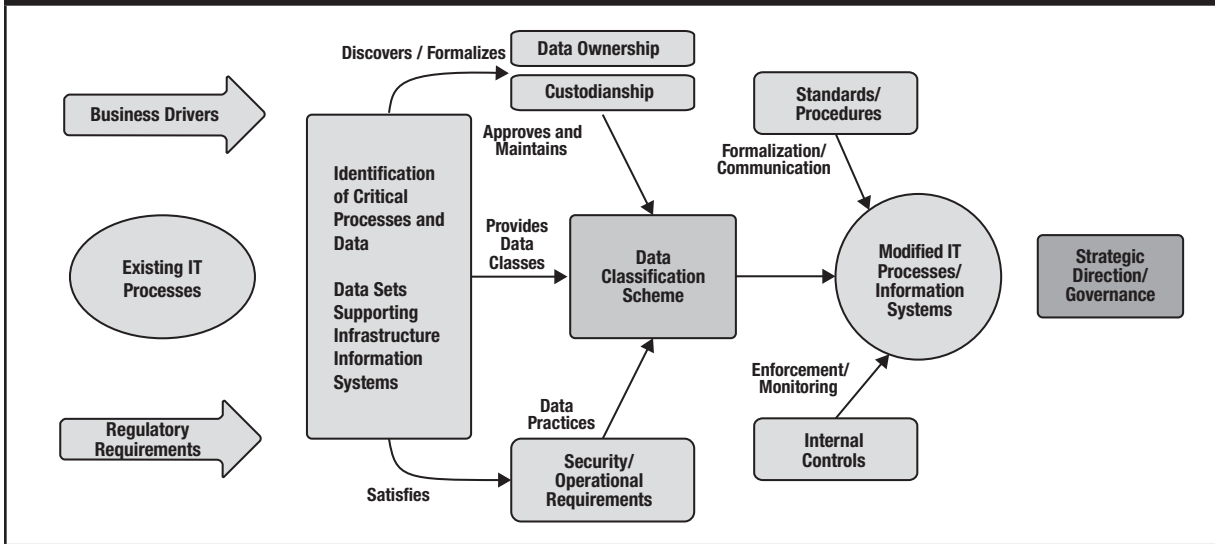 Discovers / Formalizes
Data Ownership
Custodianship
Business Drivers
Standards/
Procedures
Approves and
Maintains
Formalization/
Communication
Identification
of Critical
Processes and
Data
Data Sets
Supporting
Infrastructure
Information
Systems
Provides
Data
Classes
Existing IT
Processes
Data
Classification
Scheme
Modified IT
Processes/
Information
Systems
Strategic
Direction/
Governance
Enforcement/
Monitoring
Data
Practices
Regulatory
Requirements
Satisfies
Security/
Operational
Requirements
Internal
Controls